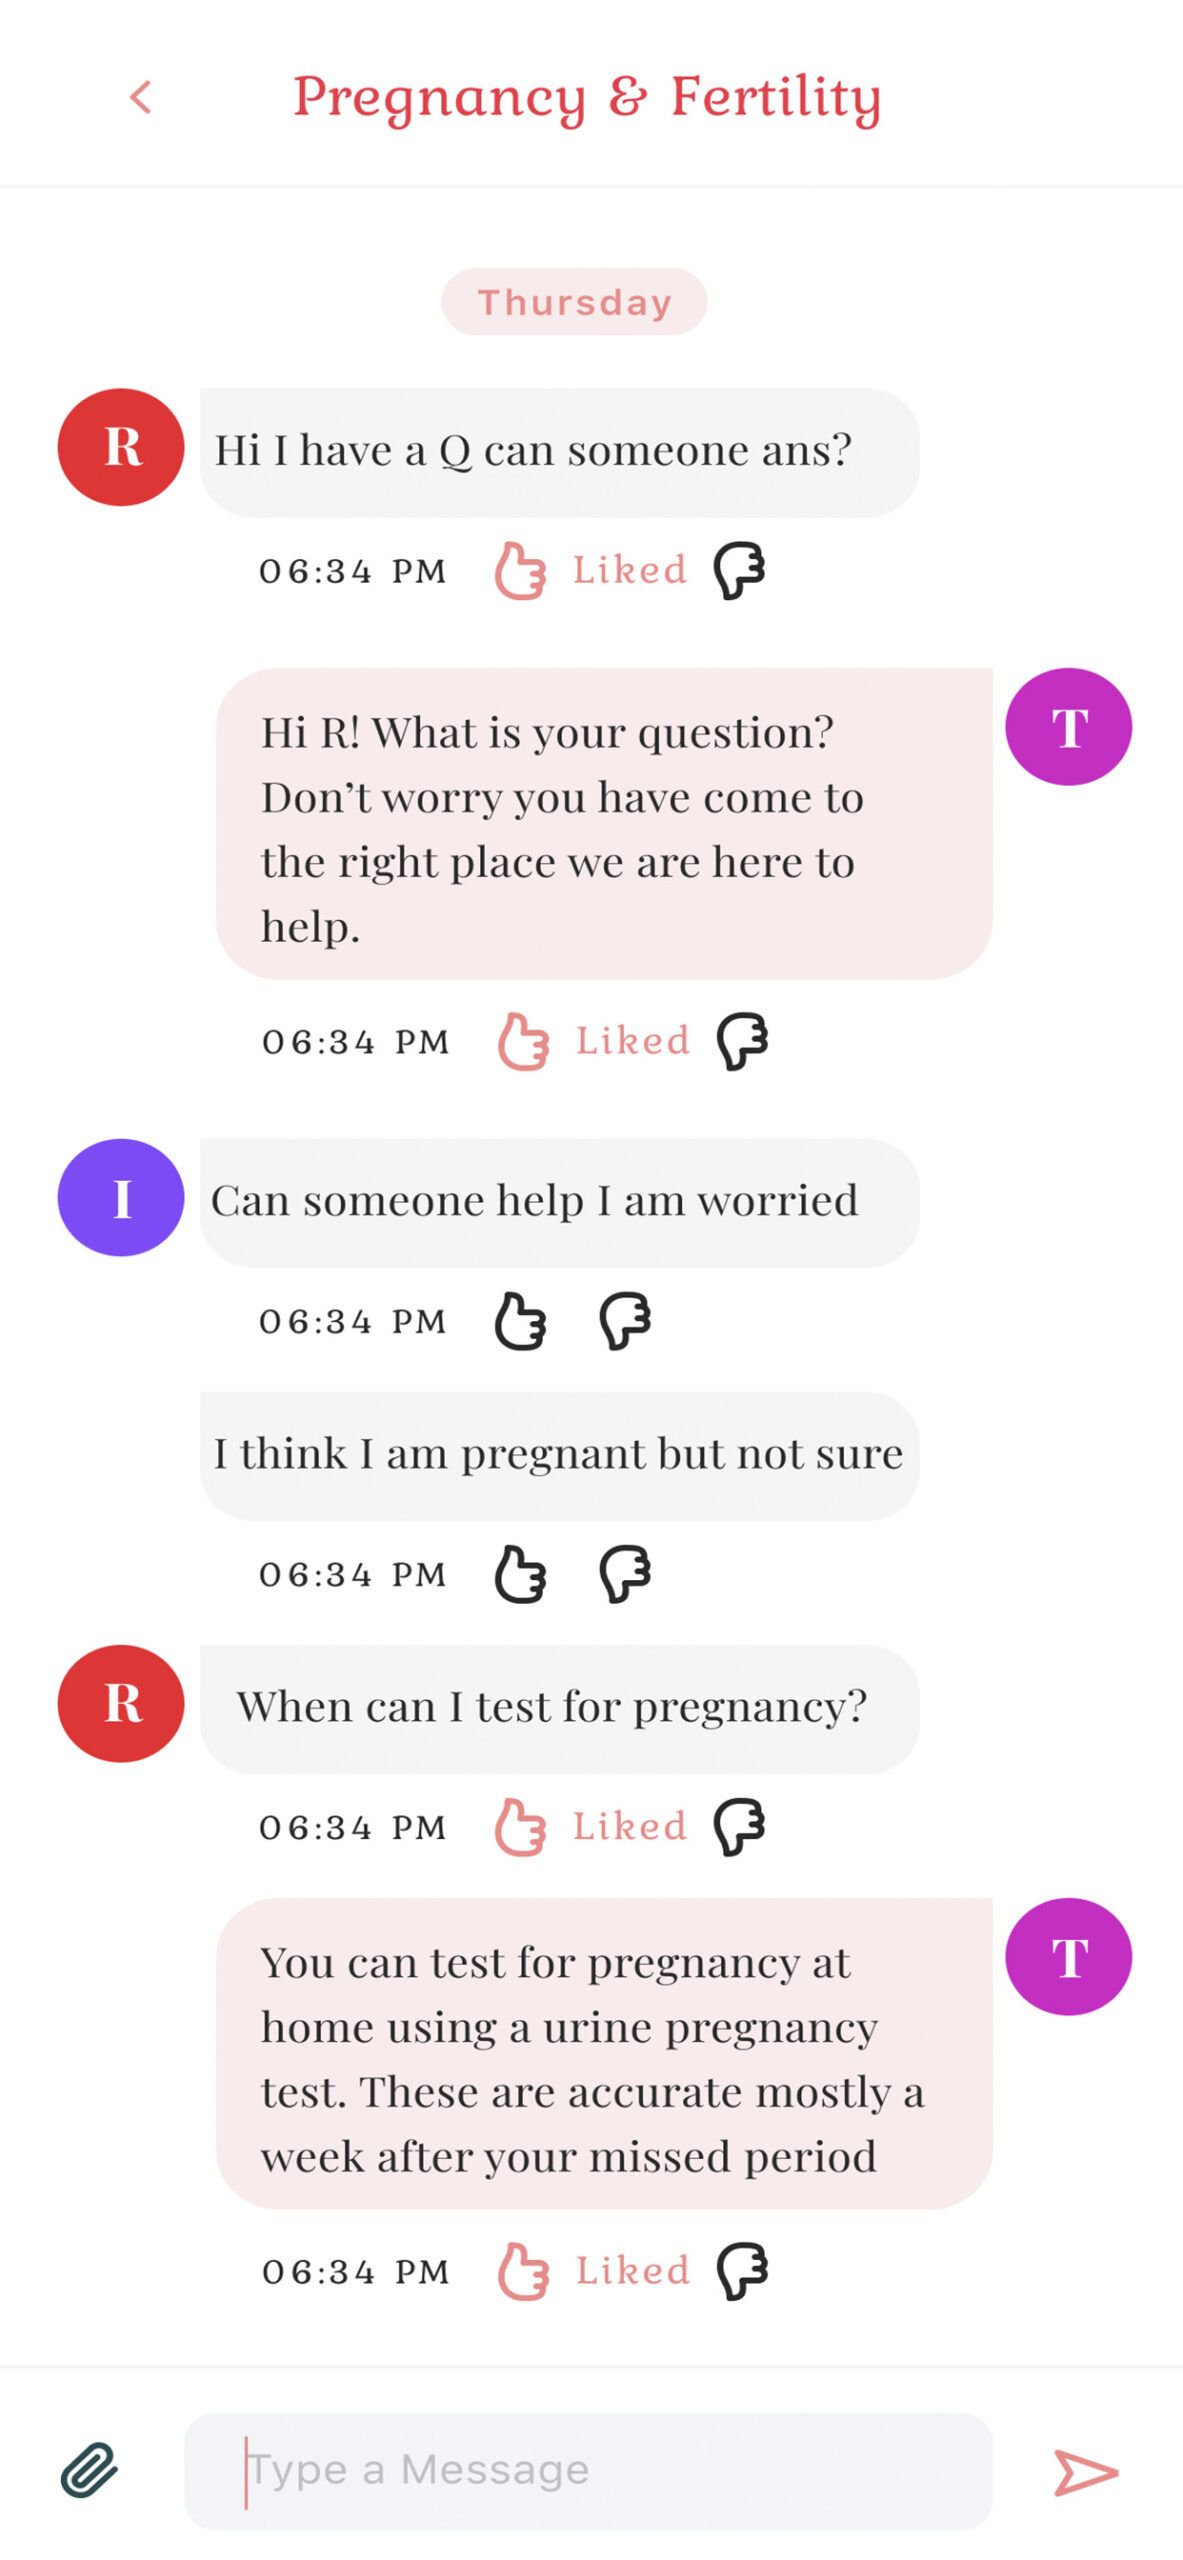 Pregnancy & Fertility
Thursday
R
Hi I have a Q can someone ans?
06:34 PM Liked
Hi R! What is your question?
Don’t worry you have come to
the right place we are here to
help.
T
06:34 PM Liked
I
Can someone help I am worried
06:34 PM
I think I am pregnant but not sure
06:34 PM
R
When can I test for pregnancy?
06:34 PM Liked
You can test for pregnancy at
home using a urine pregnancy
test. These are accurate mostly a
week after your missed period
T
06:34 PM Liked
Type a Message